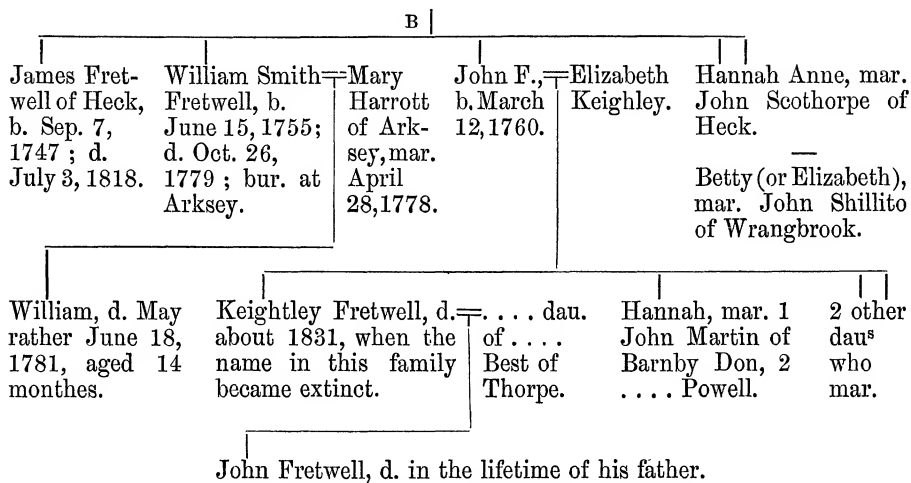 B
James Fret-
well of Heck,
b. Sep. 7,
1747 ; d.
July 3, 1818.
William Smith
Fretwell, b.
June 15, 1755;
d. Oct. 26,
1779 ; bur. at
Arksey.
Mary
Harrott
of Ark-
sey, mar.
April
28, 1778.
John F.,
b. March
12, 1760.
Elizabeth
Keighley.
Hannah Anne, mar.
John Scothorpe of
Heck.
—
Betty (or Elizabeth),
mar. John Shillito
of Wrangbrook.
William, d. May
rather June 18,
1781, aged 14
monthes.
Keightley Fretwell, d.
about 1831, when the
name in this family
became extinct.
. . . . dau.
of . . . .
Best of
Thorpe.
Hannah, mar. 1
John Martin of
Barnby Don, 2
. . . . Powell.
2 other
daus
who
mar.
John Fretwell, d. in the lifetime of his father.